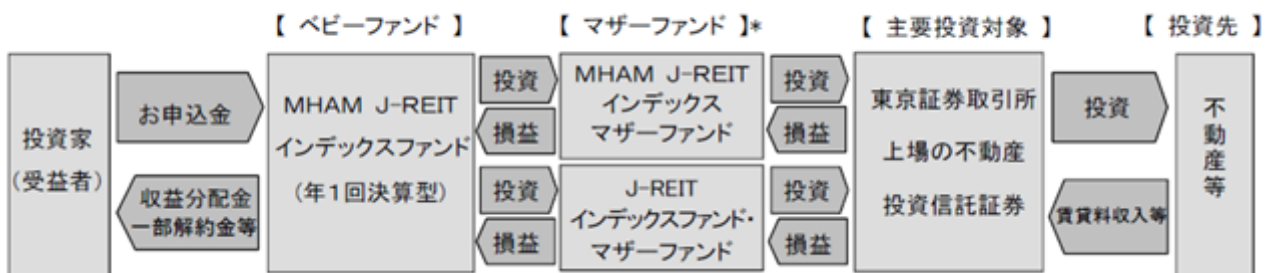 【 ベビーファンド 】
【 マザーファンド 】*
【 主要投資対象 】
【 投資先 】
投資家
(受益者)
お申込金
収益分配金
一部解約金等
MHAM J-REIT
インデックスファンド
(年1回決算型)
投資
損益
投資
損益
MHAM J-REIT
インデックス
マザーファンド
J-REIT
インデックスファンド・
マザーファンド
投資
損益
投資
損益
東京証券取引所
上場の不動産
投資信託証券
投資
賃貸料収入等
不動産等